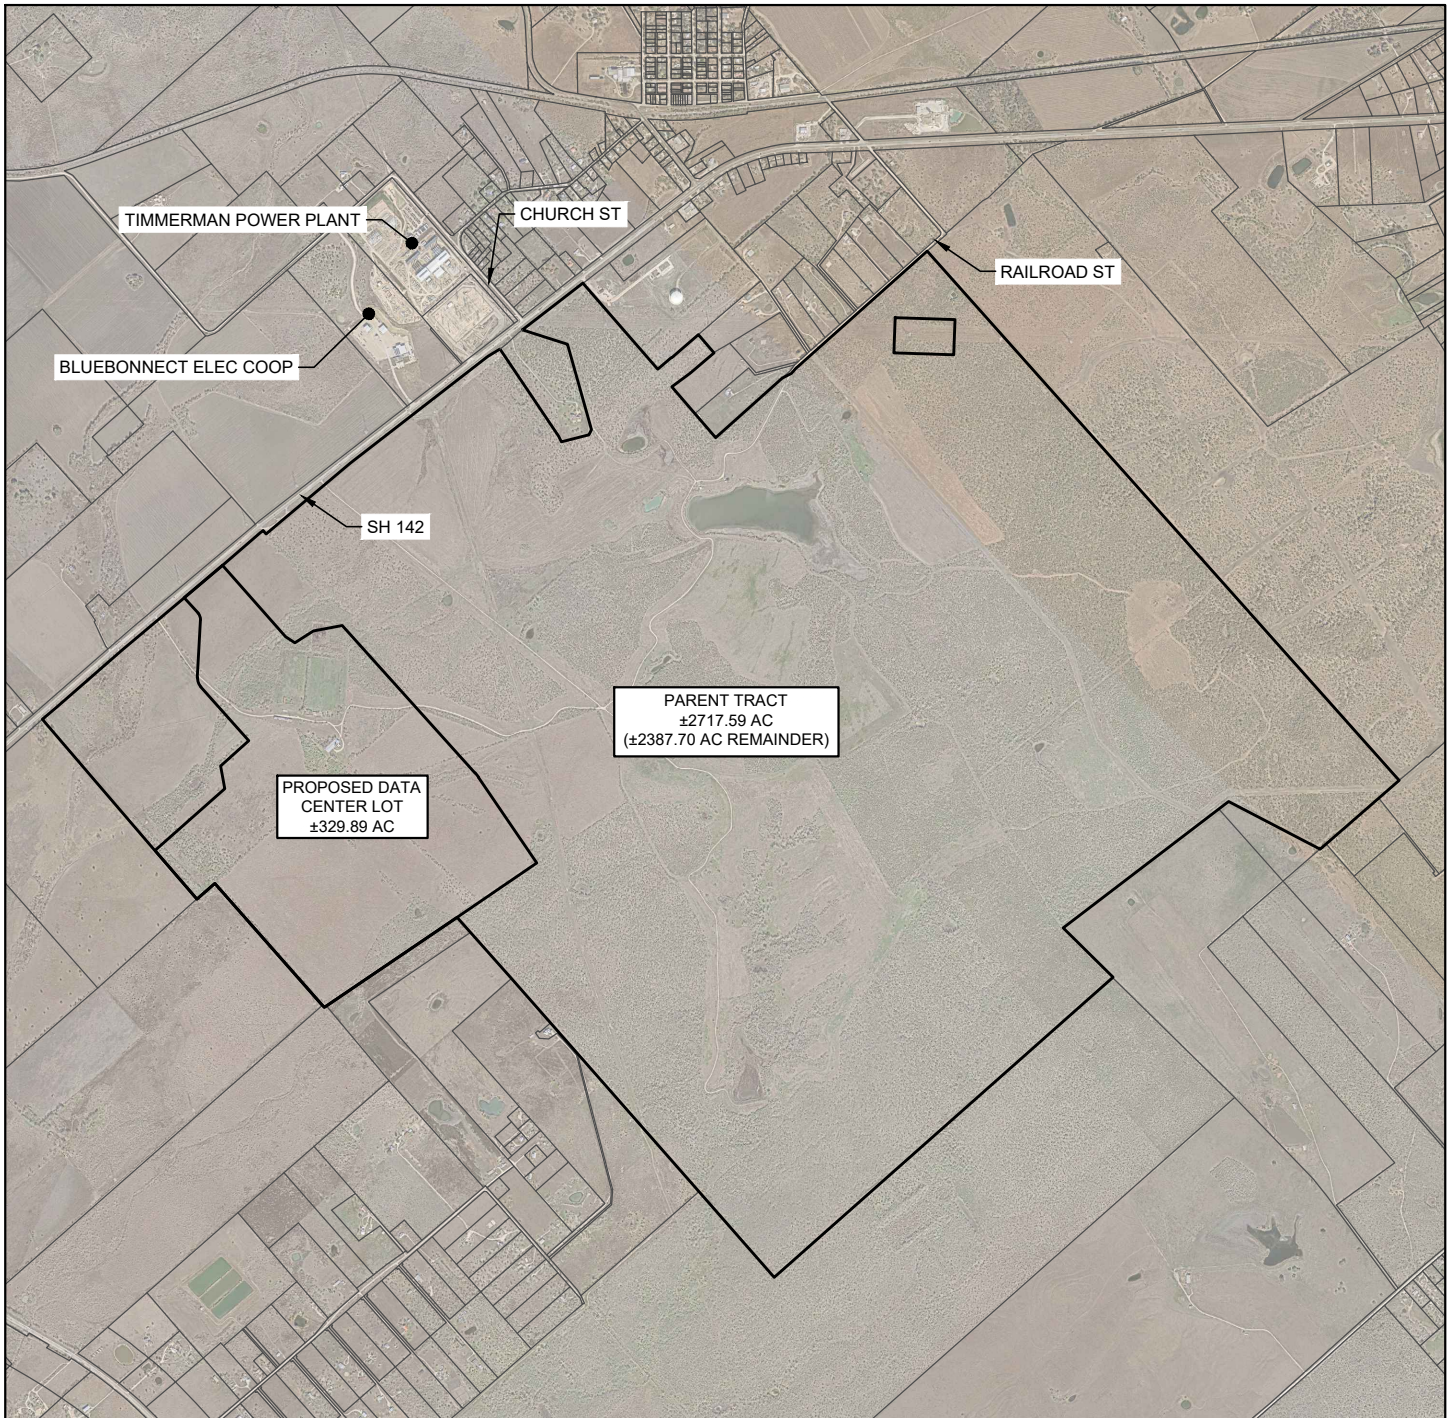 TIMMERMAN POWER PLANT
CHURCH ST
RAILROAD ST
BLUEBONNECT ELEC COOP
SH 142
PARENT TRACT
±2717.59 AC
(±2387.70 AC REMAINDER)
PROPOSED DATA
CENTER LOT
±329.89 AC